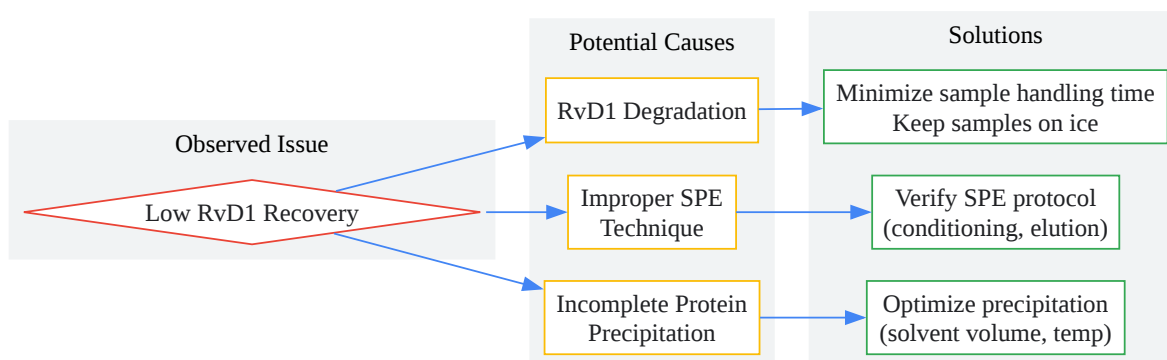 Observed Issue
Low RvD1 Recovery
Potential Causes
RvD1 Degradation
Improper SPE
Technique
Incomplete Protein
Precipitation
Solutions
Minimize sample handling time
Keep samples on ice
Verify SPE protocol
(conditioning, elution)
Optimize precipitation
(solvent volume, temp)